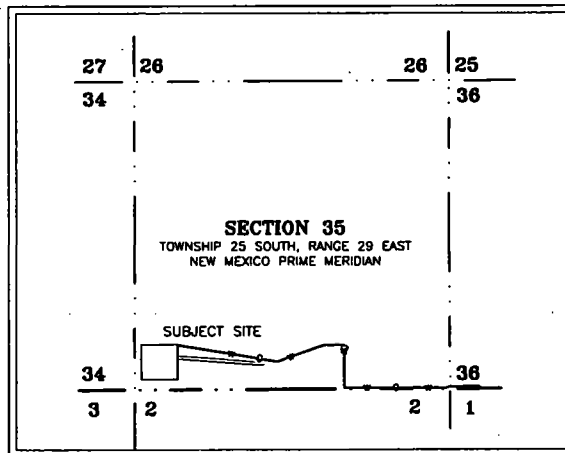 27 26 26 25
34 36
SECTION 35
TOWNSHIP 25 SOUTH, RANGE 29 EAST
NEW MEXICO PRIME MERIDIAN
SUBJECT SITE
34 36
3 2 2 1